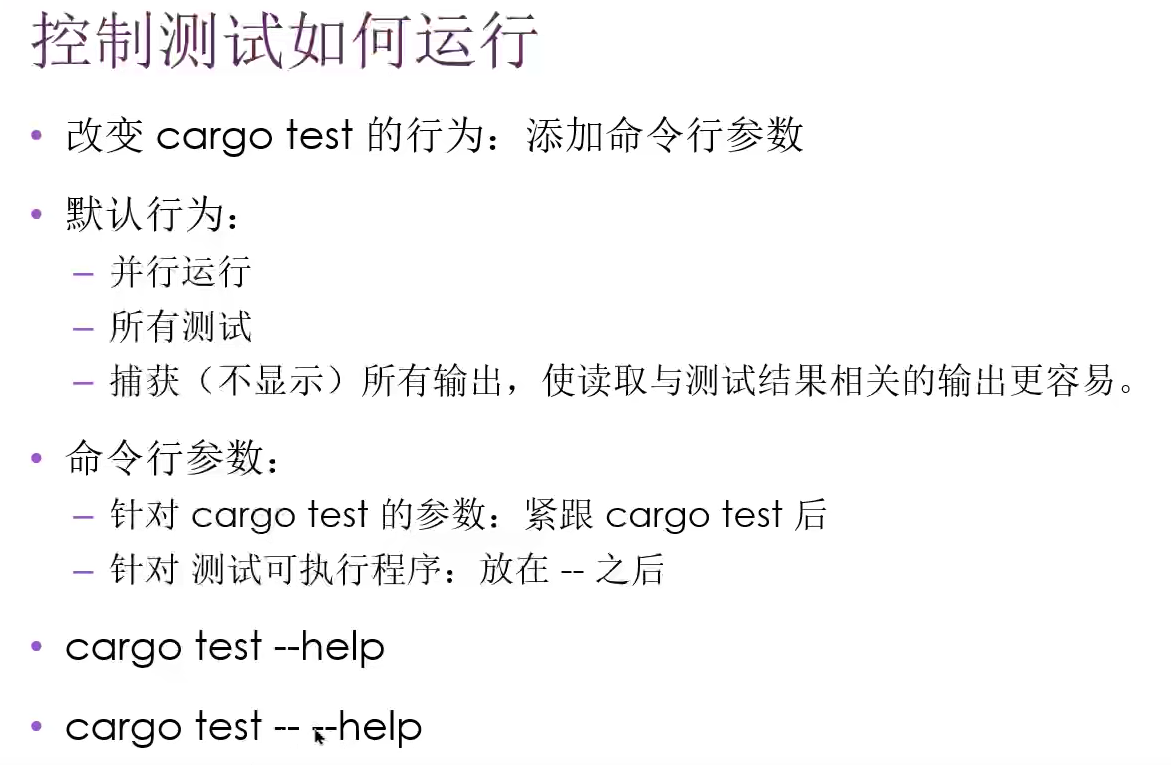 控制测试如何运行
• 改变 cargo test 的行为：添加命令行参数
• 默认行为：
– 并行运行
– 所有测试
– 捕获（不显示）所有输出，使读取与测试结果相关的输出更容易。
• 命令行参数：
– 针对 cargo test 的参数：紧跟 cargo test 后
– 针对 测试可执行程序：放在 -- 之后
• cargo test --help
• cargo test -- --help